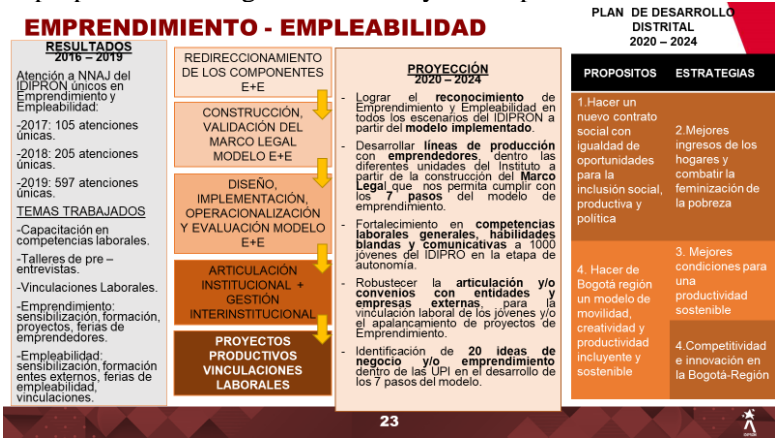 EMPRENDIMIENTO - EMPLEABILIDAD
PLAN DE DESARROLLO
DISTRITAL
2020 – 2024
RESULTADOS
2016 – 2019
Atención a NNAJ del
IDIPRON únicos en
Emprendimiento y
Empleabilidad:
-2017: 105 atenciones
únicas.
-2018: 205 atenciones
únicas.
-2019: 597 atenciones
únicas.
TEMAS TRABAJADOS
-Capacitación en
competencias laborales.
-Talleres de pre –
entrevistas.
-Vinculaciones Laborales.
-Emprendimiento:
sensibilización, formación,
proyectos, ferias de
emprendedores.
-Empleabilidad:
sensibilización, formación
entes externos, ferias de
empleabilidad,
vinculaciones.
REDIRECCIONAMIENTO
DE LOS COMPONENTES
E+E
CONSTRUCCIÓN,
VALIDACIÓN DEL
MARCO LEGAL
MODELO E+E
DISEÑO,
IMPLEMENTACIÓN,
OPERACIONALIZACIÓN
Y EVALUACIÓN MODELO
E+E
ARTICULACIÓN
INSTITUCIONAL +
GESTIÓN
INTERINSTITUCIONAL
PROYECTOS
PRODUCTIVOS
VINCULACIONES
LABORALES
PROYECCIÓN
2020 – 2024
- Lograr el reconocimiento de
Emprendimiento y Empleabilidad en
todos los escenarios del IDIPRON a
partir del modelo implementado.
- Desarrollar líneas de producción
con emprendedores, dentro las
diferentes unidades del Instituto a
partir de la construcción del Marco
Legal que nos permita cumplir con
los 7 pasos del modelo de
emprendimiento.
- Fortalecimiento en competencias
laborales generales, habilidades
blandas y comunicativas a 1000
jóvenes del IDIPRO en la etapa de
autonomía.
- Robustecer la articulación y/o
convenios con entidades y
empresas externas, para la
vinculación laboral de los jóvenes y/o
el apalancamiento de proyectos de
Emprendimiento.
- Identificación de 20 ideas de
negocio y/o emprendimiento
dentro de las UPI en el desarrollo de
los 7 pasos del modelo.
PROPOSITOS ESTRATEGIAS
1.Hacer un
nuevo contrato
social con
igualdad de
oportunidades
para la
inclusión social,
productiva y
política
2.Mejores
ingresos de los
hogares y
combatir la
feminización de
la pobreza
4. Hacer de
Bogotá región
un modelo de
movilidad,
creatividad y
productividad
incluyente y
sostenible
3. Mejores
condiciones para
una
productividad
sostenible
4.Competitividad
e innovación en
la Bogotá-Región
23